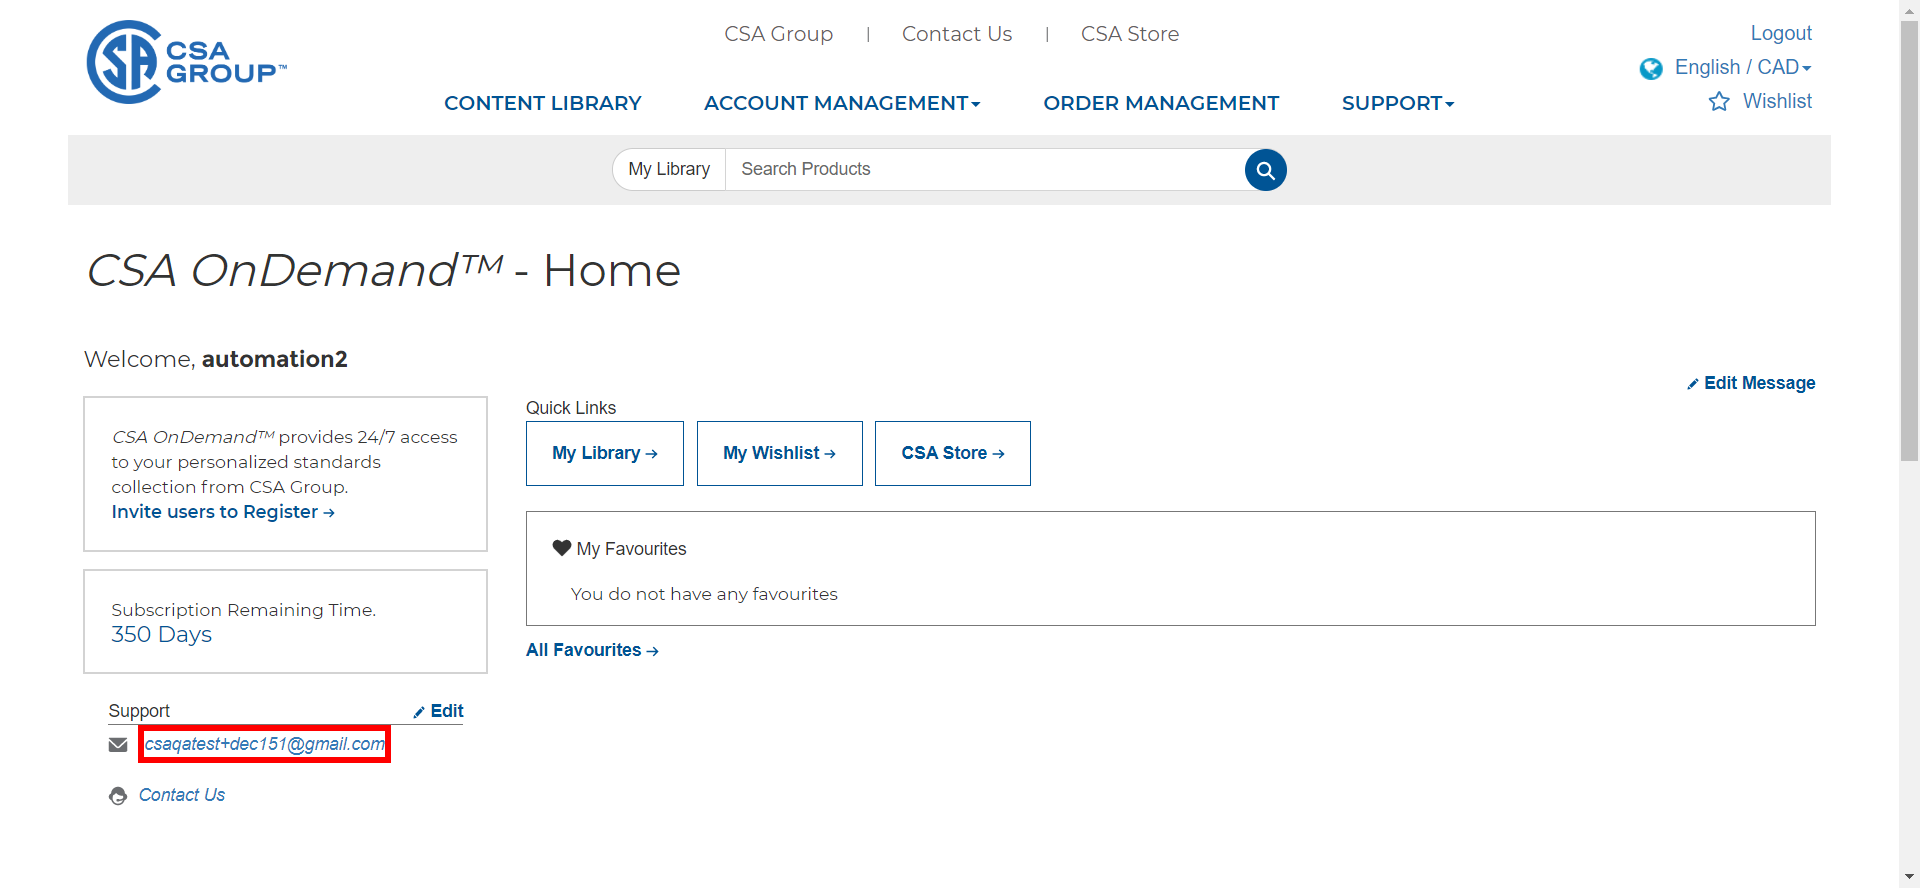 CSA GROUP™
CSA Group | Contact Us | CSA Store
Logout
English / CAD
Wishlist
CONTENT LIBRARY ACCOUNT MANAGEMENT ORDER MANAGEMENT SUPPORT
My Library Search Products
CSA OnDemand™ - Home
Welcome, automation2
Edit Message
CSA OnDemand™ provides 24/7 access
to your personalized standards
collection from CSA Group.
Invite users to Register →
Subscription Remaining Time.
350 Days
Support Edit
csaqatest+dec151@gmail.com
Contact Us
Quick Links
My Library → My Wishlist → CSA Store →
My Favourites
You do not have any favourites
All Favourites →